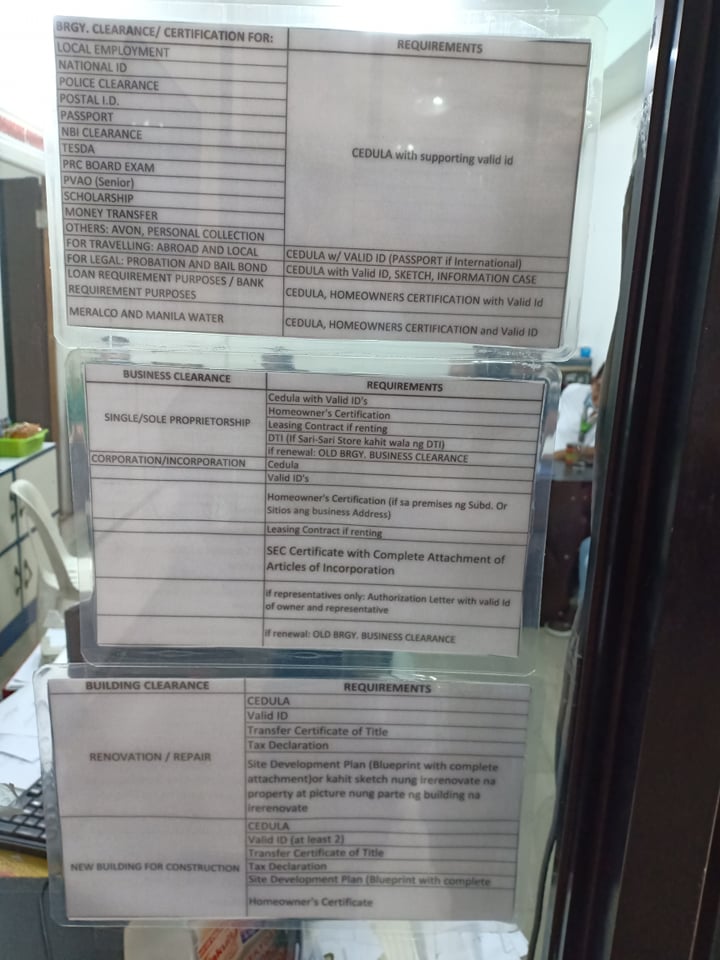 BRGY. CLEARANCE/ CERTIFICATION FOR:
REQUIREMENTS
LOCAL EMPLOYMENT
NATIONAL ID
POLICE CLEARANCE
POSTAL I.D.
PASSPORT
NBI CLEARANCE
TESDA
PRC BOARD EXAM
PVAO (Senior)
SCHOLARSHIP
MONEY TRANSFER
OTHERS: AVON, PERSONAL COLLECTION
CEDULA with supporting valid id
FOR TRAVELLING: ABROAD AND LOCAL
CEDULA w/ VALID ID (PASSPORT if International)
FOR LEGAL: PROBATION AND BAIL BOND
CEDULA with Valid ID, SKETCH, INFORMATION CASE
LOAN REQUIREMENT PURPOSES / BANK
REQUIREMENT PURPOSES
CEDULA, HOMEOWNERS CERTIFICATION with Valid Id
MERALCO AND MANILA WATER
CEDULA, HOMEOWNERS CERTIFICATION and Valid ID
BUSINESS CLEARANCE
REQUIREMENTS
SINGLE/SOLE PROPRIETORSHIP
Cedula with Valid ID's
Homeowner's Certification
Leasing Contract if renting
DTI (If Sari-Sari Store kahit wala ng DTI)
if renewal: OLD BRGY. BUSINESS CLEARANCE
CORPORATION/INCORPORATION
Cedula
Valid ID's
Homeowner's Certification (if sa premises ng Subd. Or
Sitios ang business Address)
Leasing Contract if renting
SEC Certificate with Complete Attachment of
Articles of Incorporation
if representatives only: Authorization Letter with valid Id
of owner and representative
if renewal: OLD BRGY. BUSINESS CLEARANCE
BUILDING CLEARANCE
REQUIREMENTS
RENOVATION / REPAIR
CEDULA
Valid ID
Transfer Certificate of Title
Tax Declaration
Site Development Plan (Blueprint with complete
attachment)or kahit sketch nung irerenovate na
property at picture nung parte ng building na
irerenovate
NEW BUILDING FOR CONSTRUCTION
CEDULA
Valid ID (at least 2)
Transfer Certificate of Title
Tax Declaration
Site Development Plan (Blueprint with complete
Homeowner's Certificate